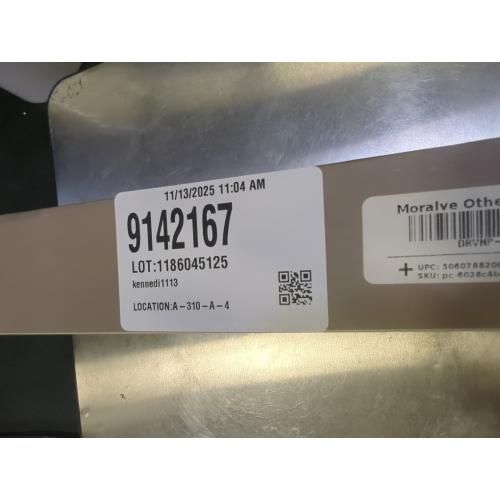 11/13/2025 11:04 AM
9142167
LOT:1186045125
kennedi1113
LOCATION:A-310-A-4
Moralve Othe
DRVNP-
+ UPC: 506078820
SKU: pc-6028c4b